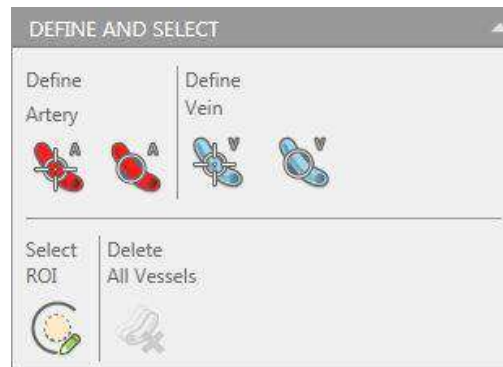 DEFINE AND SELECT
Define
Artery
Define
Vein
A
A
V
V
Select
ROI
Delete
All Vessels